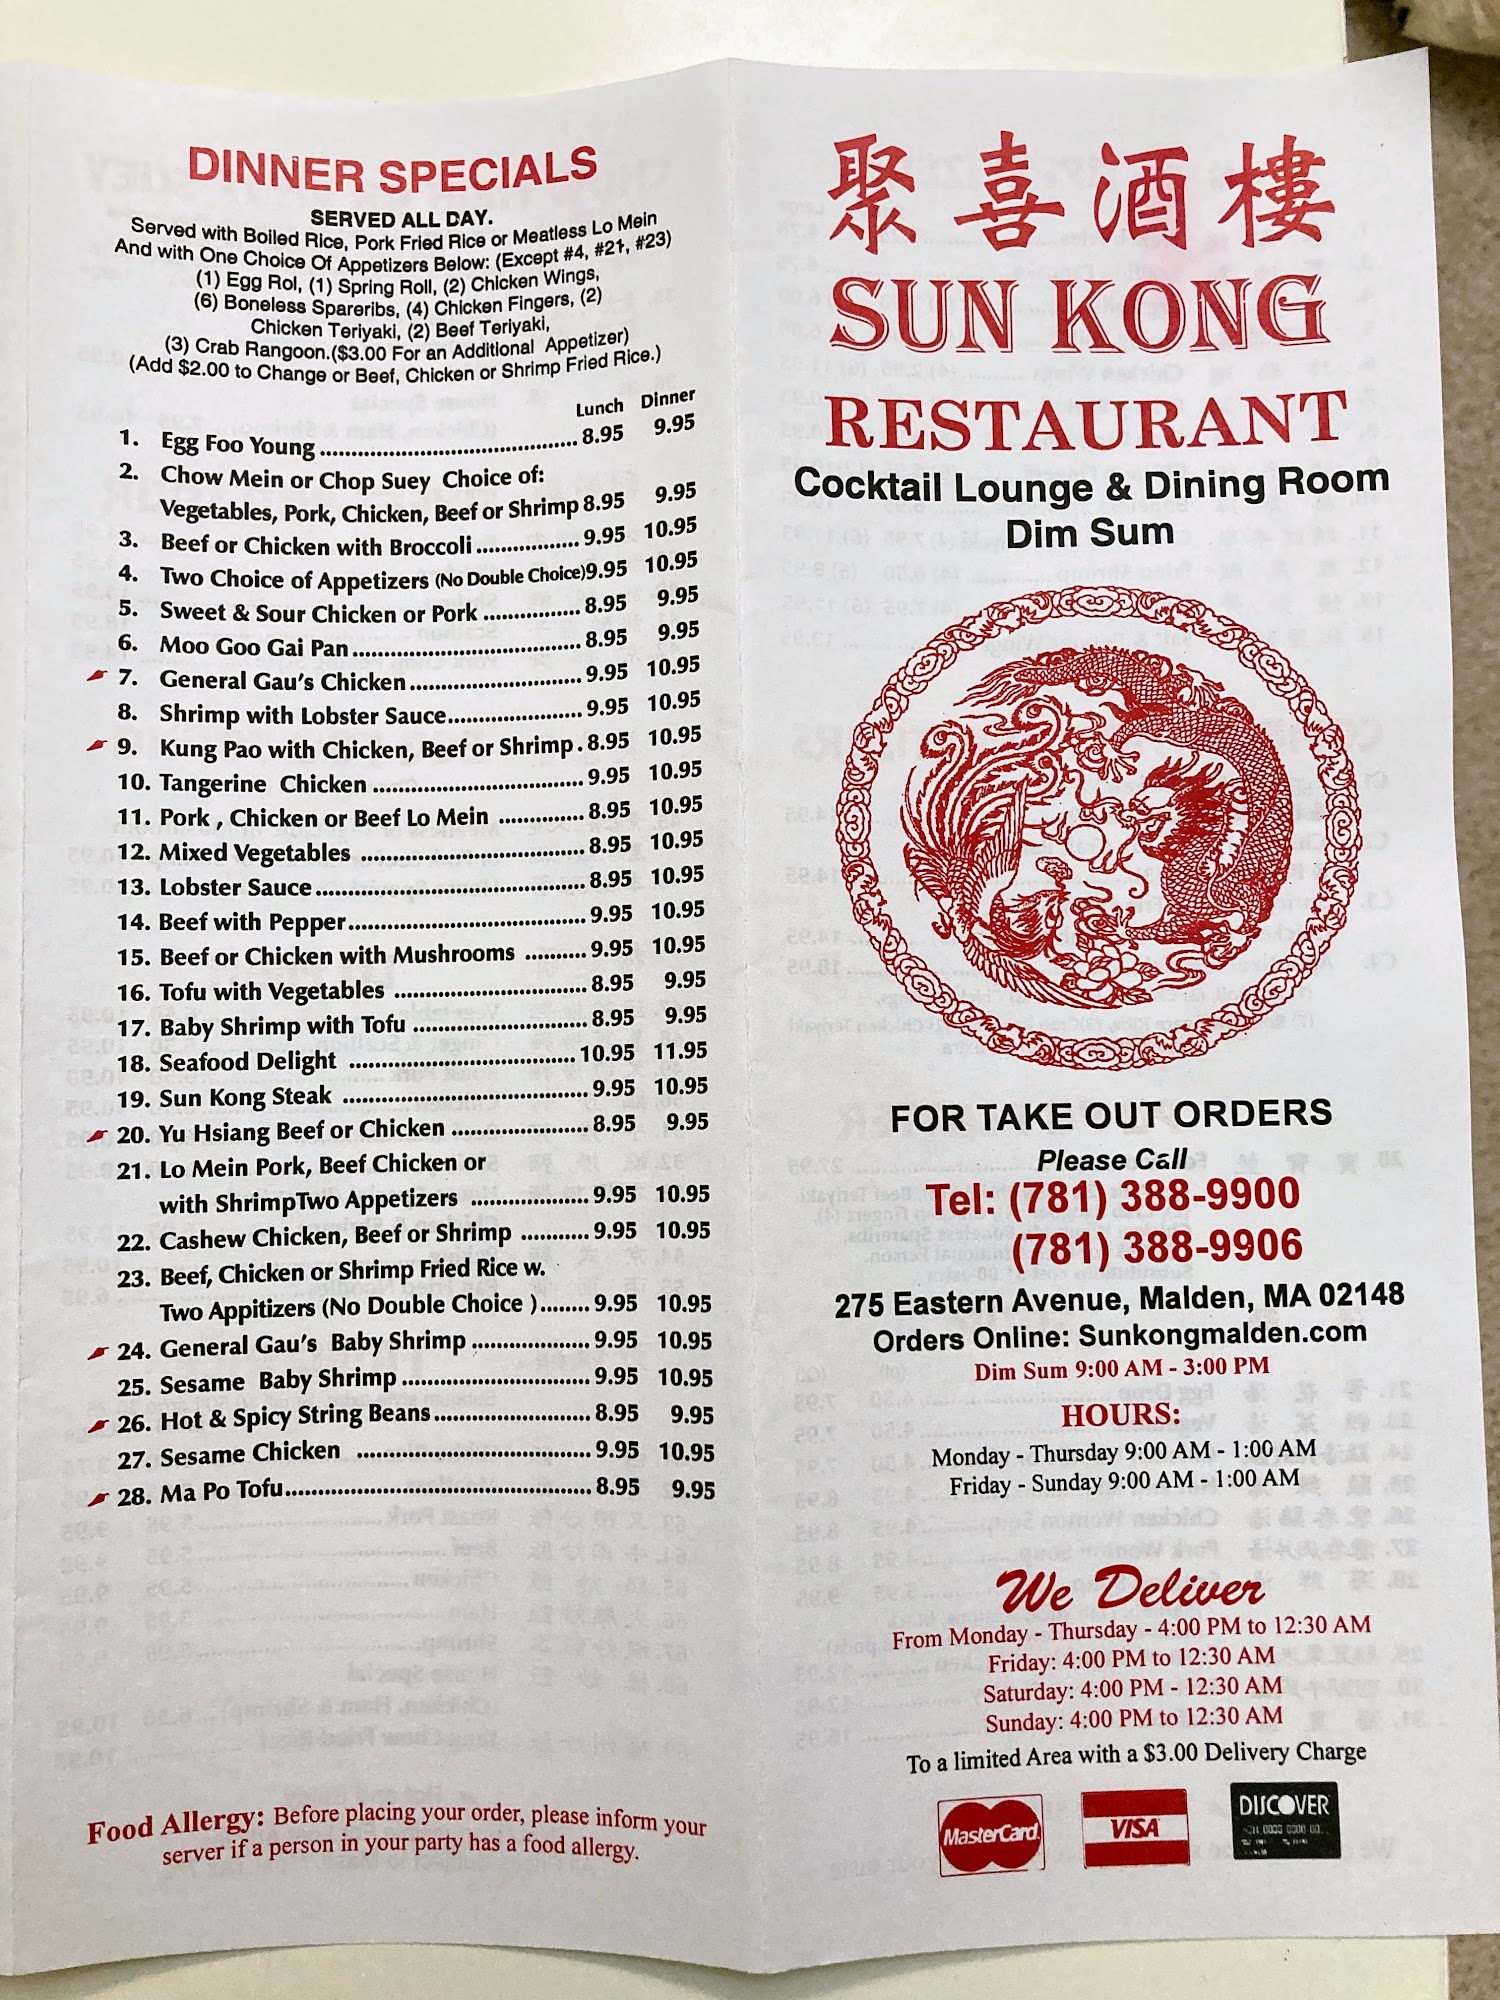 DINNER SPECIALS
SERVED ALL DAY.
Served with Boiled Rice, Pork Fried Rice or Meatless Lo Mein
And with One Choice Of Appetizers Below: (Except #4, #21, #23)
(1) Egg Rol, (1) Spring Roll, (2) Chicken Wings,
(6) Boneless Spareribs, (4) Chicken Fingers, (2)
Chicken Teriyaki, (2) Beef Teriyaki,
(3) Crab Rangoon.($3.00 For an Additional Appetizer)
(Add $2.00 to Change or Beef, Chicken or Shrimp Fried Rice.)
Lunch Dinner
1. Egg Foo Young 8.95 9.95
2. Chow Mein or Chop Suey Choice of:
Vegetables, Pork, Chicken, Beef or Shrimp 8.95 9.95
3. Beef or Chicken with Broccoli 9.95 10.95
4. Two Choice of Appetizers (No Double Choice)9.95 10.95
5. Sweet & Sour Chicken or Pork 8.95 9.95
6. Moo Goo Gai Pan 8.95 9.95
7. General Gau's Chicken 9.95 10.95
8. Shrimp with Lobster Sauce 9.95 10.95
9. Kung Pao with Chicken, Beef or Shrimp . 8.95 10.95
10. Tangerine Chicken 9.95 10.95
11. Pork , Chicken or Beef Lo Mein 8.95 10.95
12. Mixed Vegetables 8.95 10.95
13. Lobster Sauce 8.95 10.95
14. Beef with Pepper 9.95 10.95
15. Beef or Chicken with Mushrooms 9.95 10.95
16. Tofu with Vegetables 8.95 9.95
17. Baby Shrimp with Tofu 8.95 9.95
18. Seafood Delight 10.95 11.95
19. Sun Kong Steak 9.95 10.95
20. Yu Hsiang Beef or Chicken 8.95 9.95
21. Lo Mein Pork, Beef Chicken or
with ShrimpTwo Appetizers 9.95 10.95
22. Cashew Chicken, Beef or Shrimp 9.95 10.95
23. Beef, Chicken or Shrimp Fried Rice w.
Two Appitizers (No Double Choice ) 9.95 10.95
24. General Gau's Baby Shrimp 9.95 10.95
25. Sesame Baby Shrimp 9.95 10.95
26. Hot & Spicy String Beans 8.95 9.95
27. Sesame Chicken 9.95 10.95
28. Ma Po Tofu 8.95 9.95
Food Allergy: Before placing your order, please inform your
server if a person in your party has a food allergy.
聚喜酒樓
SUN KONG
RESTAURANT
Cocktail Lounge & Dining Room
Dim Sum
FOR TAKE OUT ORDERS
Please Call
Tel: (781) 388-9900
(781) 388-9906
275 Eastern Avenue, Malden, MA 02148
Orders Online: Sunkongmalden.com
Dim Sum 9:00 AM - 3:00 PM
HOURS:
Monday - Thursday 9:00 AM - 1:00 AM
Friday - Sunday 9:00 AM - 1:00 AM
We Deliver
From Monday - Thursday - 4:00 PM to 12:30 AM
Friday: 4:00 PM to 12:30 AM
Saturday: 4:00 PM - 12:30 AM
Sunday: 4:00 PM to 12:30 AM
To a limited Area with a $3.00 Delivery Charge
MasterCard VISA DISCOVER